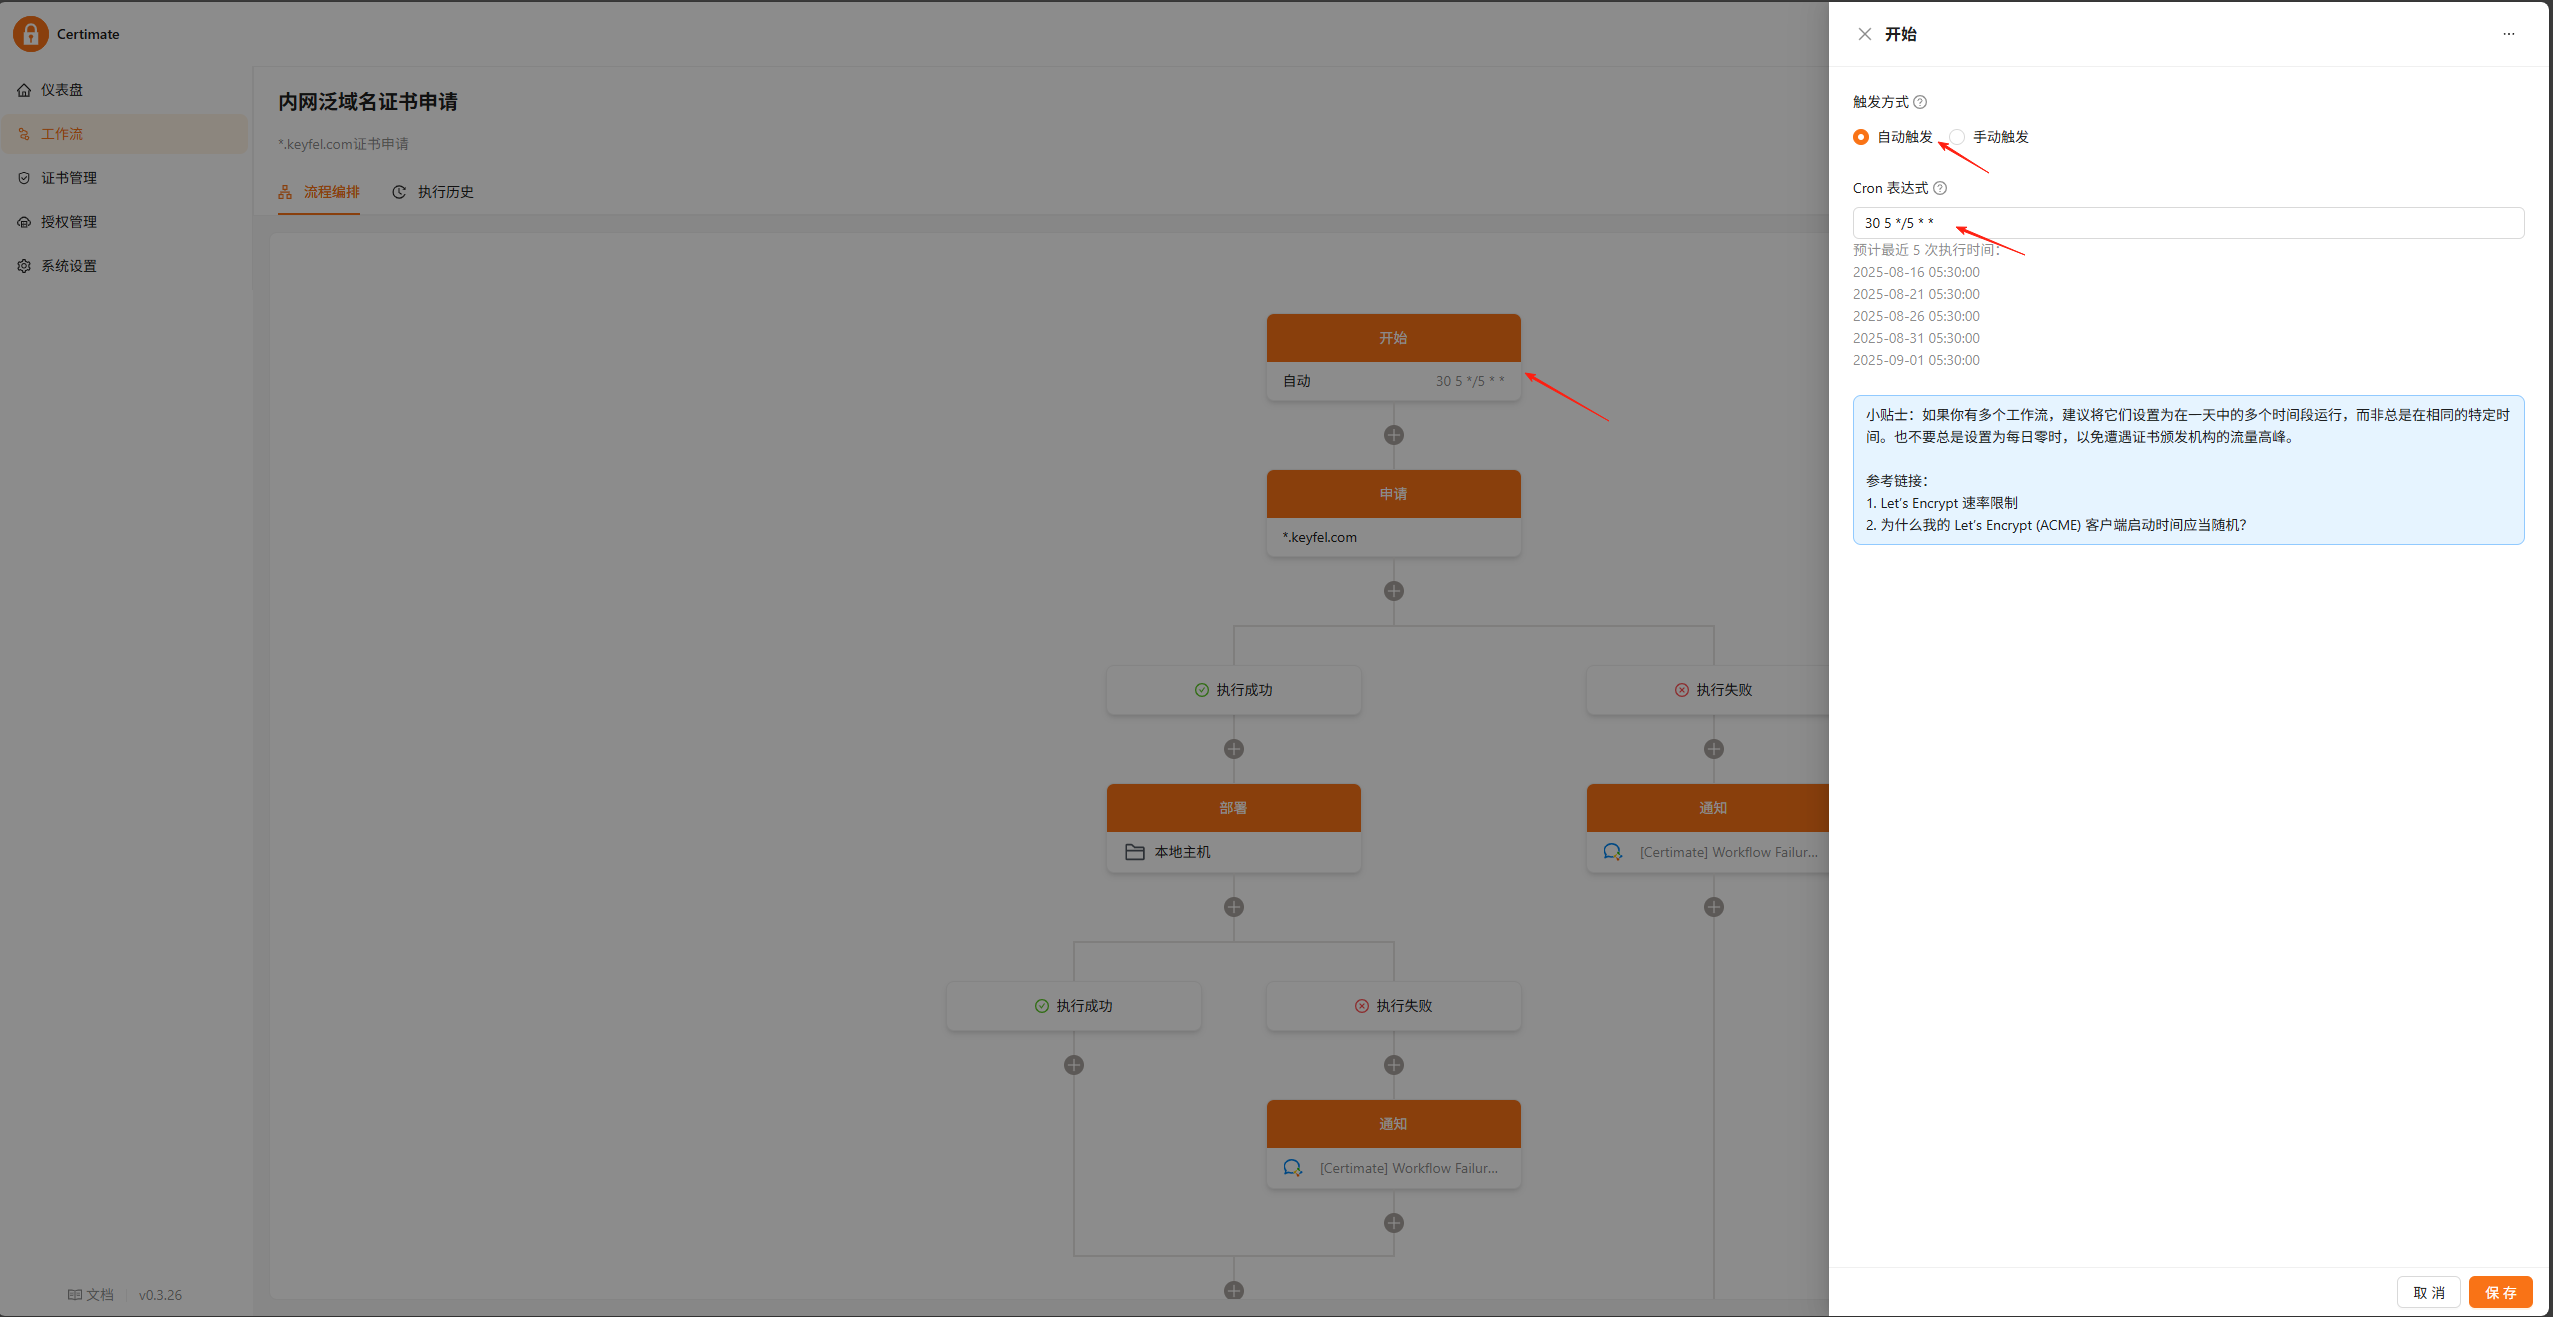 Certimate
仪表盘
工作流
证书管理
授权管理
系统设置
文档
v0.3.26
内网泛域名证书申请
*.keyfel.com证书申请
流程编排
执行历史
开始
自动
30 5 */5 * *
申请
*.keyfel.com
执行成功
执行失败
部署
本地主机
通知
[Certimate] Workflow Failur...
执行成功
执行失败
通知
[Certimate] Workflow Failur...
开始
触发方式
自动触发
手动触发
Cron 表达式
30 5 */5 * *
预计最近 5 次执行时间：
2025-08-16 05:30:00
2025-08-21 05:30:00
2025-08-26 05:30:00
2025-08-31 05:30:00
2025-09-01 05:30:00
小贴士：如果你有多个工作流，建议将它们设置为在一天中的多个时间段运行，而非总是在相同的特定时
间。也不要总是设置为每日零时，以免遭遇证书颁发机构的流量高峰。
参考链接：
1. Let's Encrypt 速率限制
2. 为什么我的 Let's Encrypt (ACME) 客户端启动时间应当随机？
取 消
保 存